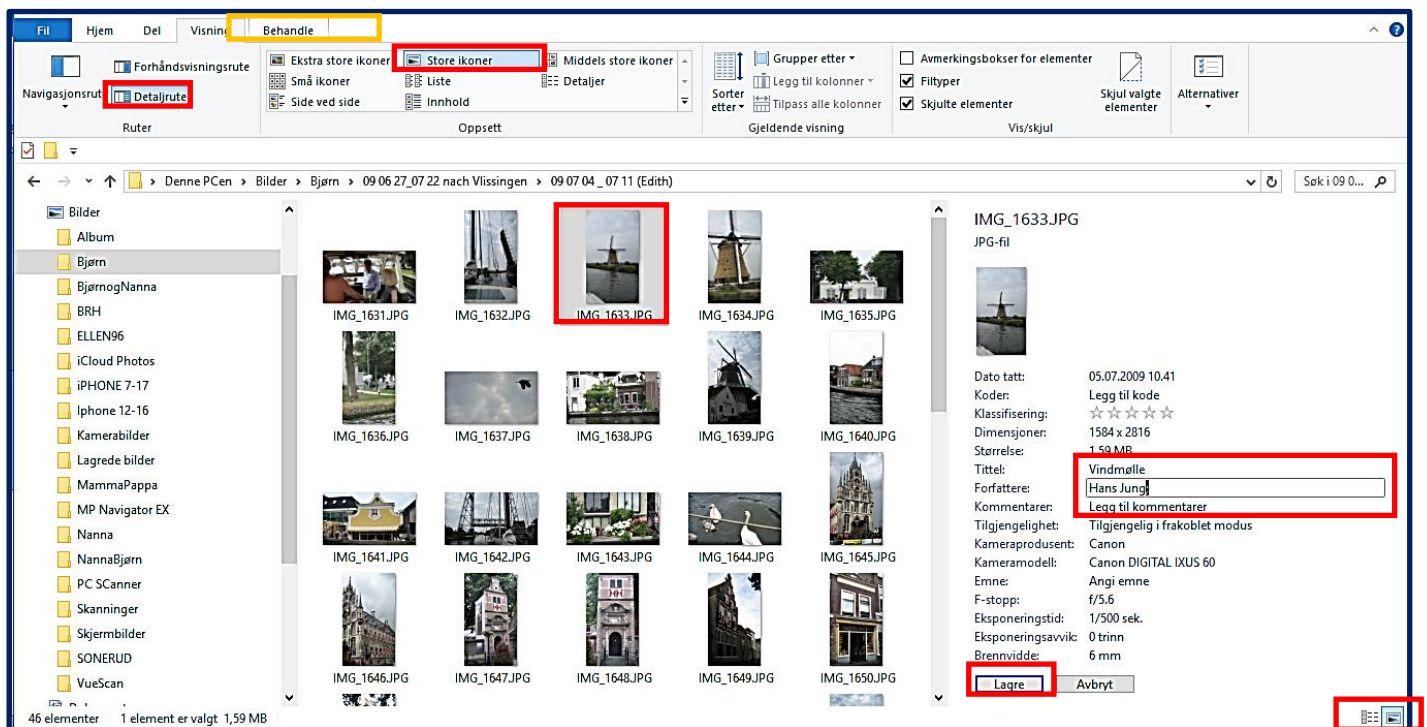 Fil Hjem Del Visning Behandle
Navigasjonsrut
Forhåndsvisningsrute
Detaljrute
Ruter
Ekstra store ikoner Store ikoner Middels store ikoner
Små ikoner Liste Detaljer
Side ved side Innhold
Oppsett
Sorter
etter
Grupper etter
Legg til kolonner
Tilpass alle kolonner
Gjeldende visning
Avmerkingsbokser for elementer
Filtyper
Skjulte elementer
Skjul valgte
elementer
Vis/skjul
Alternativer
Denne PCen > Bilder > Bjørn > 09 06 27_07 22 nach Vlissingen > 09 07 04 _ 07 11 (Edith)
Søk i 09 0...
Bilder
Album
Bjørn
BjørnogNanna
BRH
ELLEN96
iCloud Photos
iPHONE 7-17
Iphone 12-16
Kamerabilder
Lagrede bilder
MammaPappa
MP Navigator EX
Nanna
NannaBjørn
PC SCanner
Skanninger
Skjermbilder
SONERUD
VueScan
IMG_1631.JPG IMG_1632.JPG IMG_1633.JPG IMG_1634.JPG IMG_1635.JPG
IMG_1636.JPG IMG_1637.JPG IMG_1638.JPG IMG_1639.JPG IMG_1640.JPG
IMG_1641.JPG IMG_1642.JPG IMG_1643.JPG IMG_1644.JPG IMG_1645.JPG
IMG_1646.JPG IMG_1647.JPG IMG_1648.JPG IMG_1649.JPG IMG_1650.JPG
IMG_1633.JPG
JPG-fil
Dato tatt: 05.07.2009 10.41
Koder: Legg til kode
Klassifisering: ☆☆☆☆☆
Dimensjoner: 1584 x 2816
Størrelse: 1,59 MB
Tittel: Vindmølle
Forfattere: Hans Jung
Kommentarer: Legg til kommentarer
Tilgjengelighet: Tilgjengelig i frakoblet modus
Kameraprodusent: Canon
Kameramodell: Canon DIGITAL IXUS 60
Emne: Angi emne
F-stopp: f/5.6
Eksponeringstid: 1/500 sek.
Eksponeringsavvik: 0 trinn
Brennvidde: 6 mm
Lagre Avbryt
46 elementer 1 element er valgt 1,59 MB